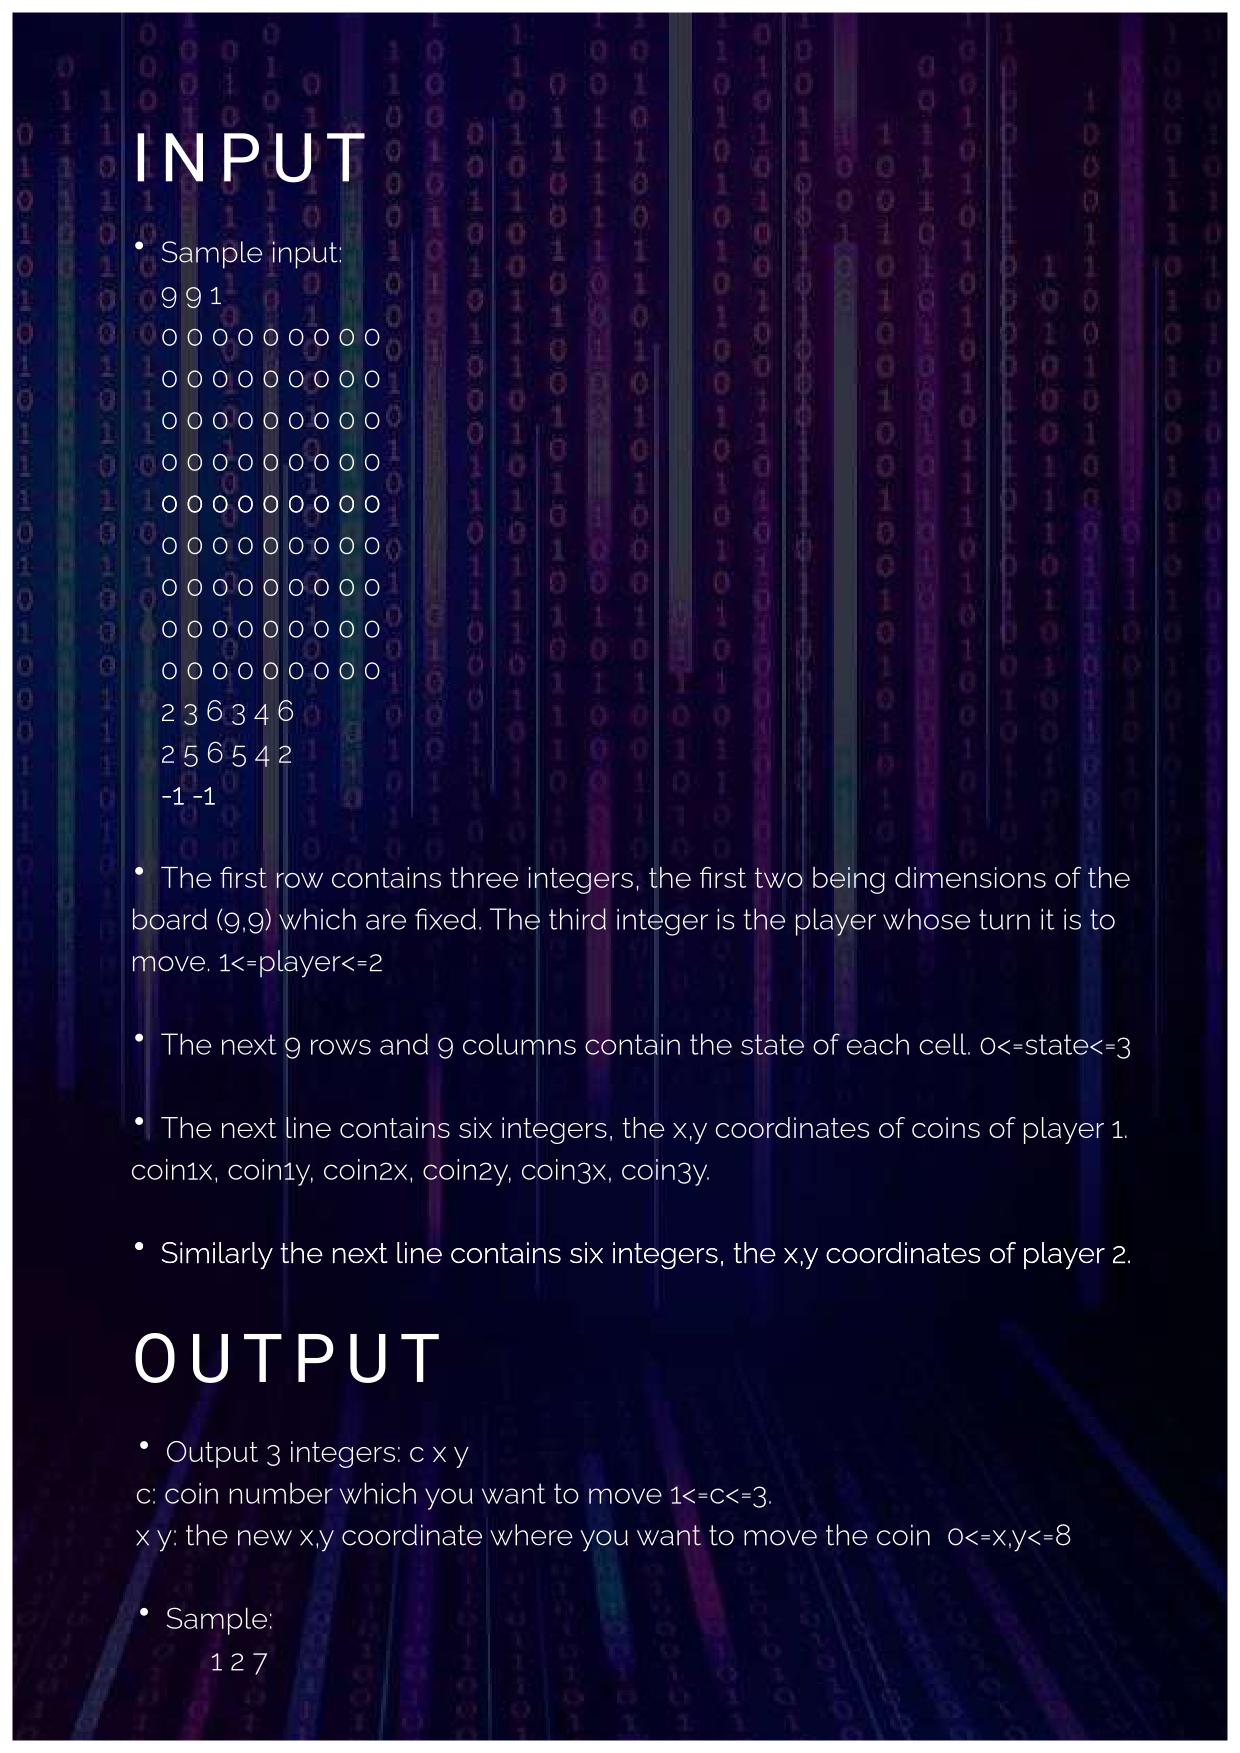 INPUT
• Sample input:
9 9 1
0 0 0 0 0 0 0 0 0
0 0 0 0 0 0 0 0 0
0 0 0 0 0 0 0 0 0
0 0 0 0 0 0 0 0 0
0 0 0 0 0 0 0 0 0
0 0 0 0 0 0 0 0 0
0 0 0 0 0 0 0 0 0
0 0 0 0 0 0 0 0 0
0 0 0 0 0 0 0 0 0
2 3 6 3 4 6
2 5 6 5 4 2
-1 -1
• The first row contains three integers, the first two being dimensions of the
board (9,9) which are fixed. The third integer is the player whose turn it is to
move. 1<=player<=2
• The next 9 rows and 9 columns contain the state of each cell. 0<=state<=3
• The next line contains six integers, the x,y coordinates of coins of player 1.
coin1x, coin1y, coin2x, coin2y, coin3x, coin3y.
• Similarly the next line contains six integers, the x,y coordinates of player 2.
OUTPUT
• Output 3 integers: c x y
c: coin number which you want to move 1<=c<=3.
x y: the new x,y coordinate where you want to move the coin 0<=x,y<=8
• Sample:
1 2 7